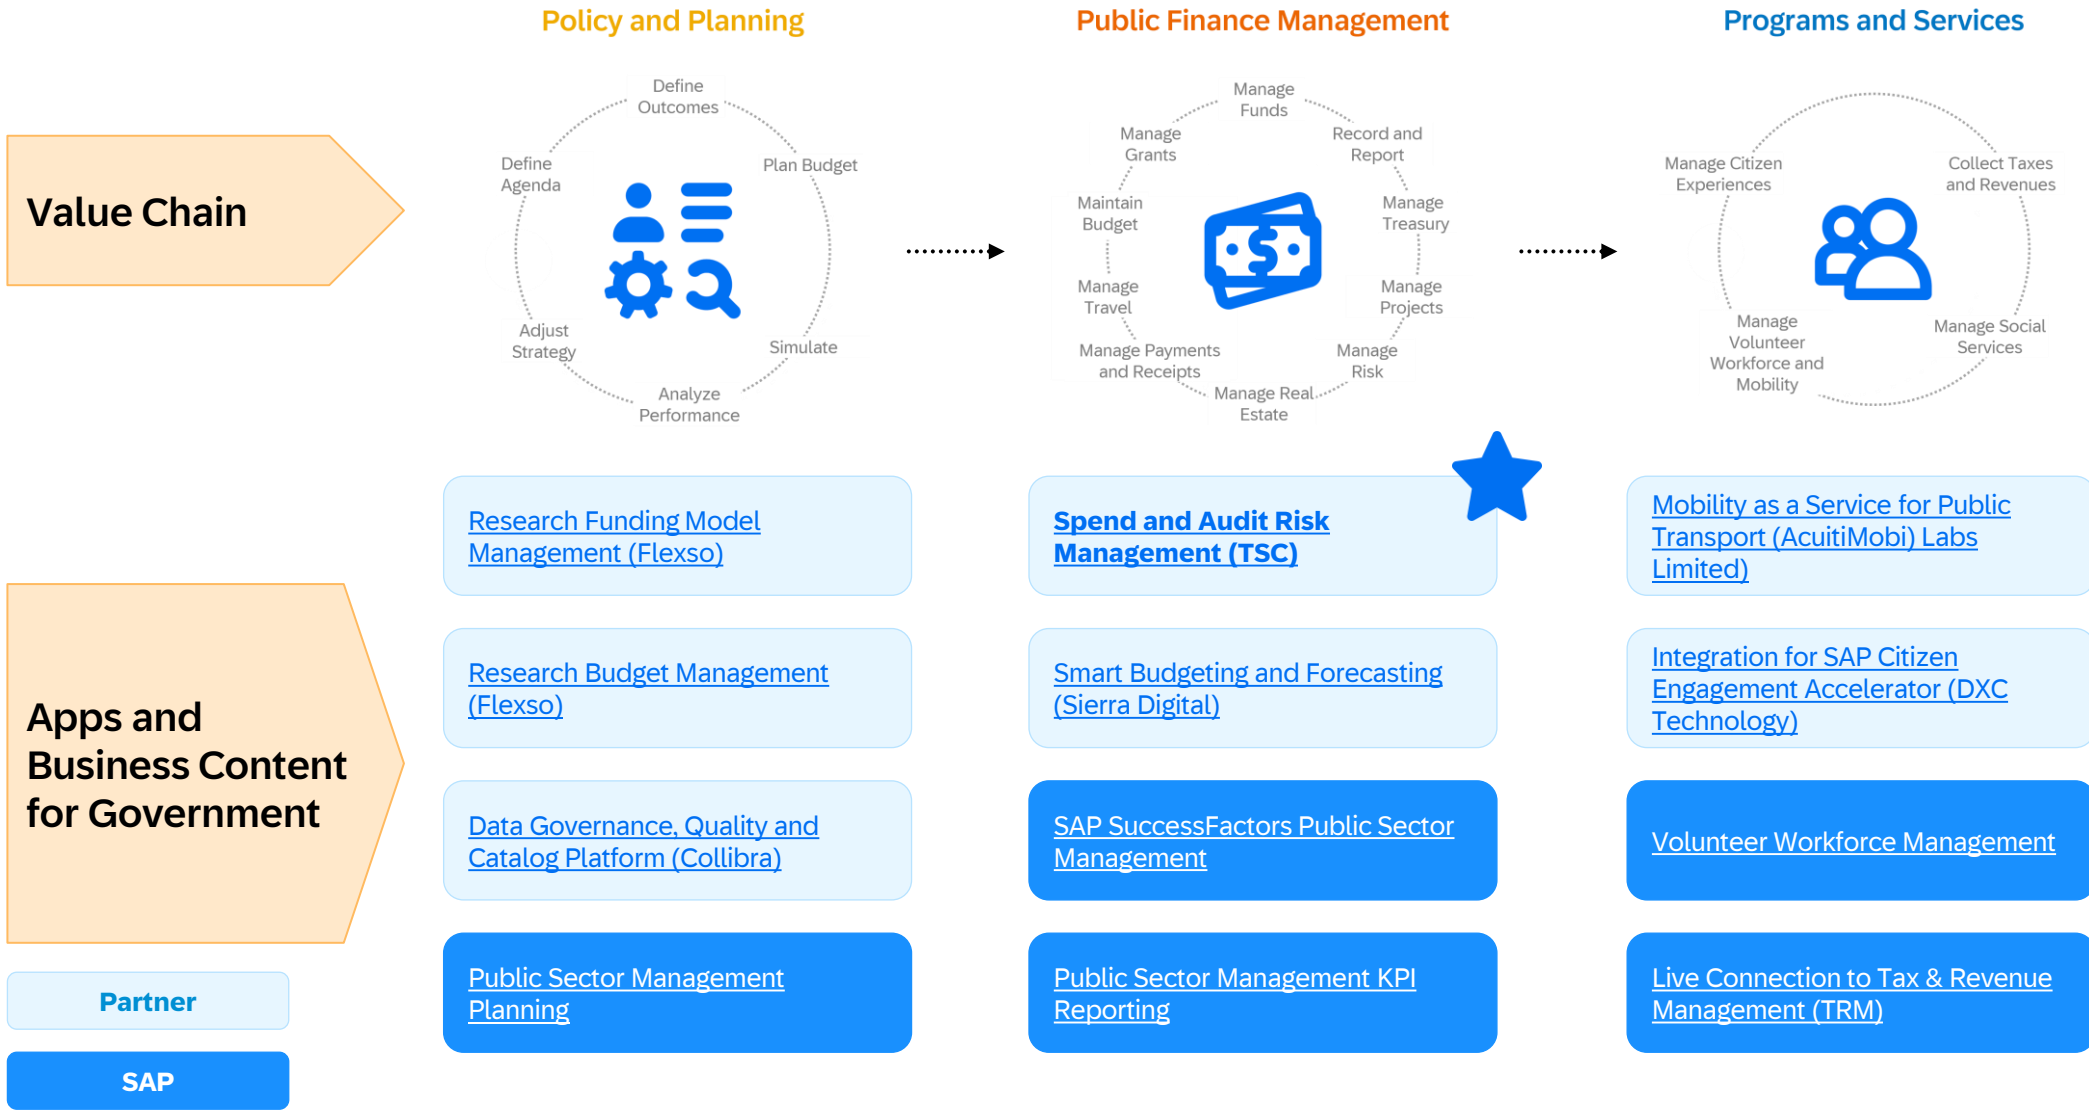 Policy and Planning
Public Finance Management
Programs and Services
Value Chain
Define
Outcomes
Plan Budget
Simulate
Analyze
Performance
Adjust
Strategy
Define
Agenda
Manage
Funds
Record and
Report
Manage
Treasury
Manage
Projects
Manage
Risk
Manage Real
Estate
Manage Payments
and Receipts
Manage
Travel
Maintain
Budget
Manage
Grants
Manage Citizen
Experiences
Collect Taxes
and Revenues
Manage Social
Services
Manage
Volunteer
Workforce and
Mobility
Apps and
Business Content
for Government
Research Funding Model
Management (Flexso)
Spend and Audit Risk
Management (TSC)
Mobility as a Service for Public
Transport (AcuitiMobi) Labs
Limited)
Research Budget Management
(Flexso)
Smart Budgeting and Forecasting
(Sierra Digital)
Integration for SAP Citizen
Engagement Accelerator (DXC
Technology)
Data Governance, Quality and
Catalog Platform (Collibra)
SAP SuccessFactors Public Sector
Management
Volunteer Workforce Management
Public Sector Management
Planning
Public Sector Management KPI
Reporting
Live Connection to Tax & Revenue
Management (TRM)
Partner
SAP